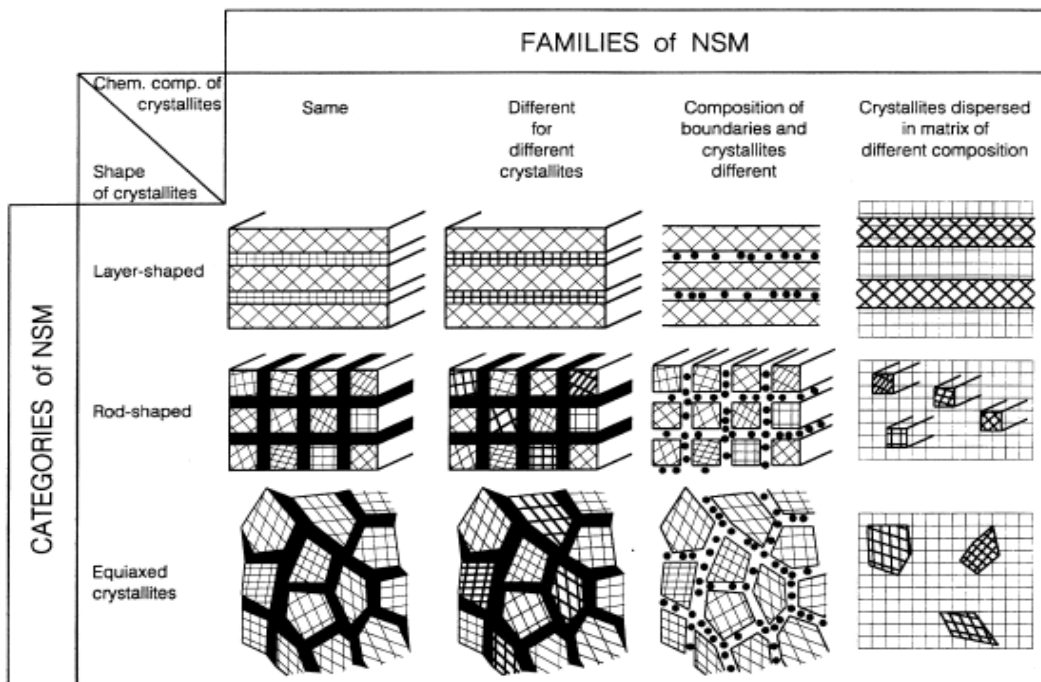 FAMILIES of NSM
Chem. comp. of
crystallites
Shape
of crystallites
Same
Different
for
different
crystallites
Composition of
boundaries and
crystallites
different
Crystallites dispersed
in matrix of
different composition
CATEGORIES of NSM
Layer-shaped
Rod-shaped
Equiaxed
crystallites